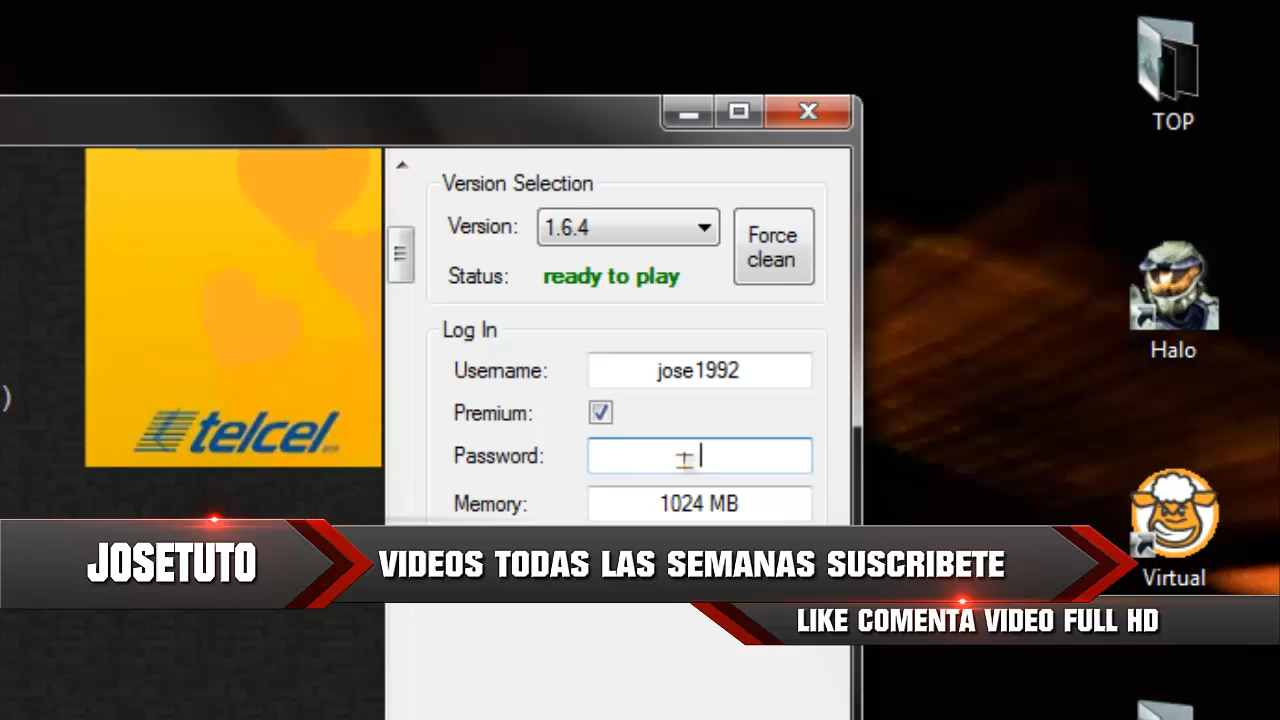 TOP
Version Selection
Version: 1.6.4
Force
clean
Status: ready to play
Log In
Username: jose1992
)
Halo
Premium:
telcel
Password:
Memory: 1024 MB
JOSETUTO
VIDEOS TODAS LAS SEMANAS SUSCRIBETE
Virtual
LIKE COMENTA VIDEO FULL HD